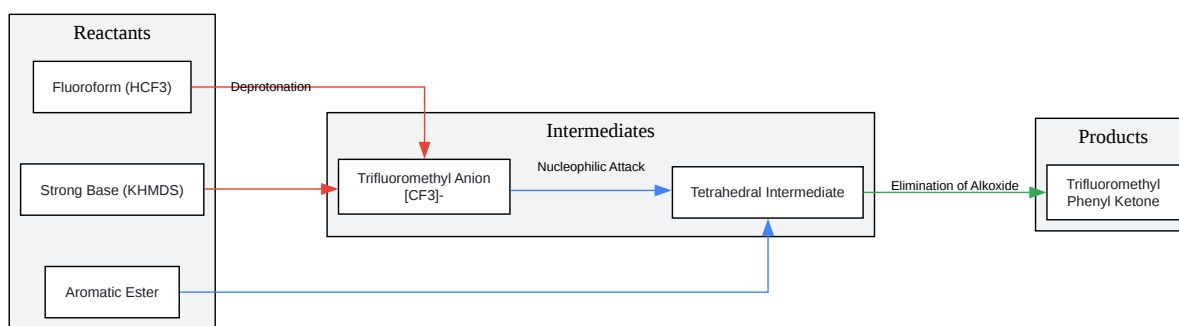 Reactants
Fluoroform (HCF3)
Deprotonation
Strong Base (KHMDS)
Aromatic Ester
Intermediates
Trifluoromethyl Anion
[CF3]-
Nucleophilic Attack
Tetrahedral Intermediate
Elimination of Alkoxide
Products
Trifluoromethyl
Phenyl Ketone